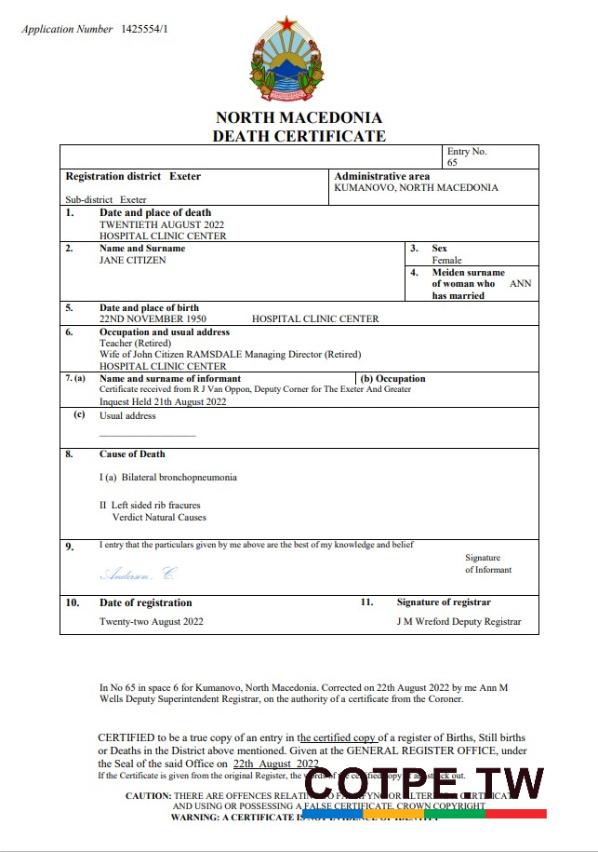 Application Number 1425554/1
NORTH MACEDONIA
DEATH CERTIFICATE
Entry No.
65
Registration district Exeter
Sub-district Exeter
Administrative area
KUMANOVO, NORTH MACEDONIA
1. Date and place of death
TWENTIETH AUGUST 2022
HOSPITAL CLINIC CENTER
2. Name and Surname
JANE CITIZEN
3. Sex
Female
4. Meiden surname
of woman who ANN
has married
5. Date and place of birth
22ND NOVEMBER 1950 HOSPITAL CLINIC CENTER
6. Occupation and usual address
Teacher (Retired)
Wife of John Citizen RAMSDALE Managing Director (Retired)
HOSPITAL CLINIC CENTER
7. (a) Name and surname of informant (b) Occupation
Certificate received from R J Van Oppon, Deputy Corner for The Exeter And Greater
Inquest Held 21th August 2022
(c) Usual address
8. Cause of Death
I (a) Bilateral bronchopneumonia
II Left sided rib fracures
Verdict Natural Causes
9. I entry that the particulars given by me above are the best of my knowledge and belief
Anderson, C.
Signature
of Informant
10. Date of registration
Twenty-two August 2022
11. Signature of registrar
J M Wreford Deputy Registrar
In No 65 in space 6 for Kumanovo, North Macedonia. Corrected on 22th August 2022 by me Ann M
Wells Deputy Superintendent Registrar, on the authority of a certificate from the Coroner.
CERTIFIED to be a true copy of an entry in the certified copy of a register of Births, Still births
or Deaths in the District above mentioned. Given at the GENERAL REGISTER OFFICE, under
the Seal of the said Office on 22th August 2022
If the Certificate is given from the original Register, the words of the certified copy are struck out.
COTPE.TW
CAUTION: THERE ARE OFFENCES RELATING TO FALSIFYING OR ALTERING A CERTIFICATE
AND USING OR POSSESSING A FALSE CERTIFICATE. CROWN COPYRIGHT
WARNING: A CERTIFICATE IS NOT EVIDENCE OF IDENTITY